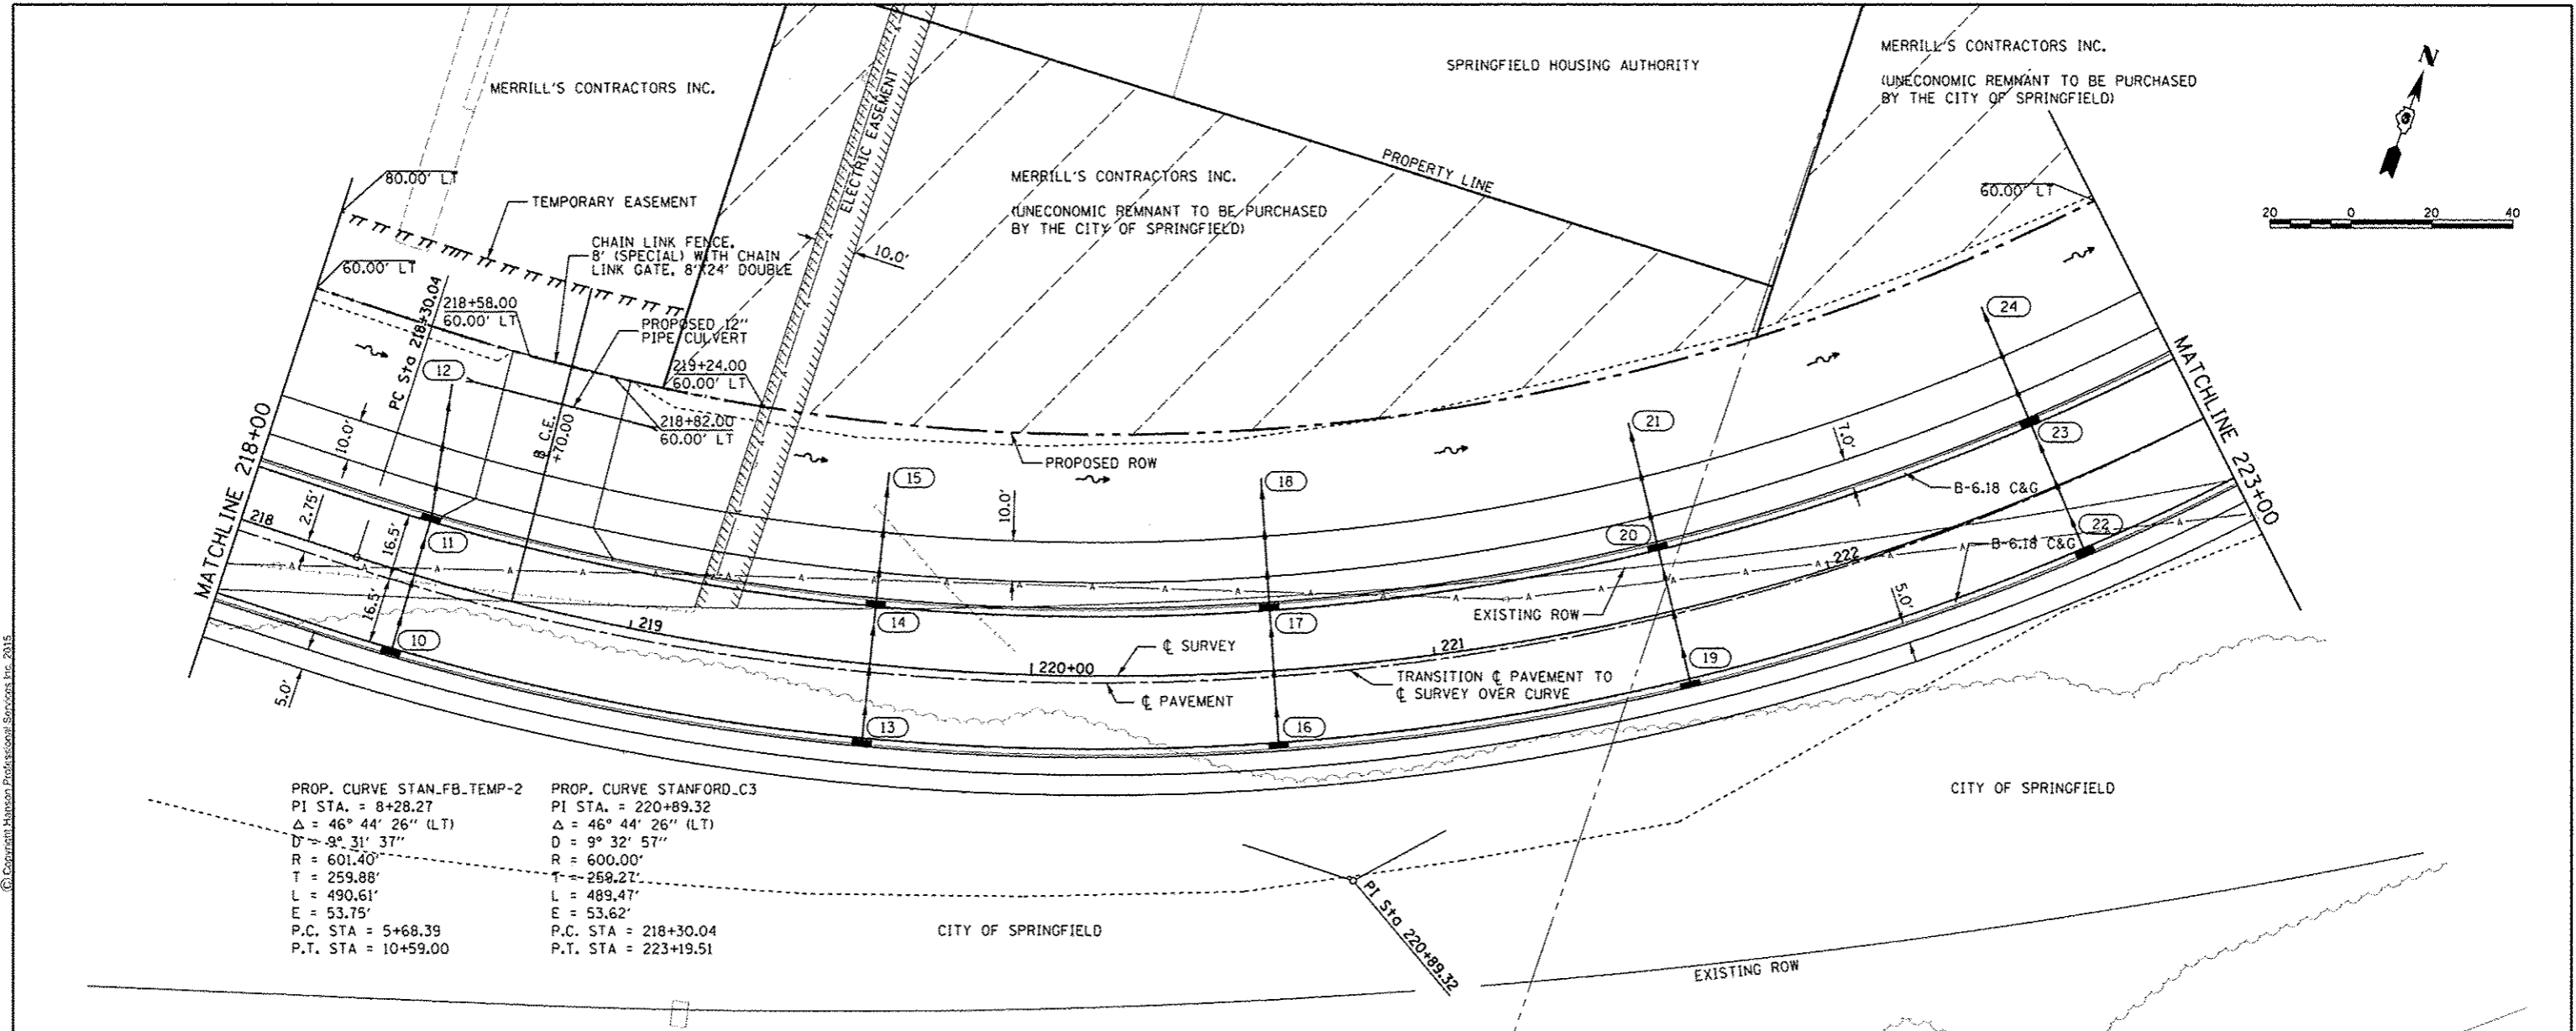 MERRILL'S CONTRACTORS INC.
SPRINGFIELD HOUSING AUTHORITY
MERRILL'S CONTRACTORS INC.
(UNECONOMIC REMNANT TO BE PURCHASED
BY THE CITY OF SPRINGFIELD)
N
20 0 20 40
ELECTRIC EASEMENT
PROPERTY LINE
MERRILL'S CONTRACTORS INC.
(UNECONOMIC REMNANT TO BE PURCHASED
BY THE CITY OF SPRINGFIELD)
80.00' LT
60.00' LT
TEMPORARY EASEMENT
CHAIN LINK FENCE,
8' (SPECIAL) WITH CHAIN
LINK GATE, 8'X24' DOUBLE
10.0'
60.00' LT
PC Sta 218+30.04
218+58.00
60.00' LT
PROPOSED 12"
PIPE CULVERT
219+24.00
60.00' LT
218+82.00
60.00' LT
12
10.0'
℄ C.E.
+70.00
24
MATCHLINE 218+00
MATCHLINE 223+00
PROPOSED ROW
15
18
21
7.0'
23
B-6.18 C&G
10.0'
218
2.75'
16.5'
11
20
22
B-6.18 C&G
222
16.5'
5.0'
EXISTING ROW
10
219
14
17
℄ SURVEY
221
19
220+00
TRANSITION ℄ PAVEMENT TO
℄ SURVEY OVER CURVE
℄ PAVEMENT
5.0'
13
16
PROP. CURVE STAN_FB_TEMP-2
PI STA. = 8+28.27
Δ = 46° 44' 26" (LT)
D = 9° 31' 37"
R = 601.40'
T = 259.88'
L = 490.61'
E = 53.75'
P.C. STA = 5+68.39
P.T. STA = 10+59.00
PROP. CURVE STANFORD_C3
PI STA. = 220+89.32
Δ = 46° 44' 26" (LT)
D = 9° 32' 57"
R = 600.00'
T = 259.27'
L = 489.47'
E = 53.62'
P.C. STA = 218+30.04
P.T. STA = 223+19.51
CITY OF SPRINGFIELD
CITY OF SPRINGFIELD
PI Sta 220+89.32
EXISTING ROW
© Copyright Hanson Professional Services Inc. 2015